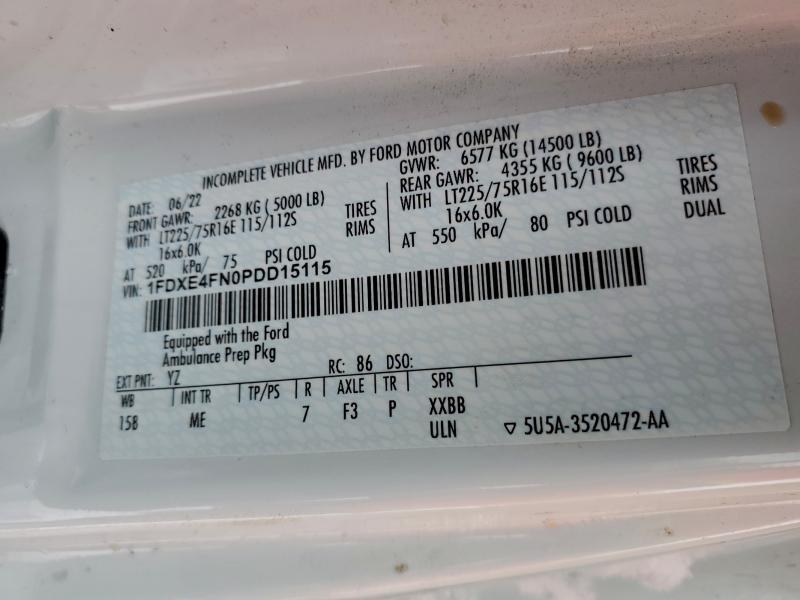 INCOMPLETE VEHICLE MFD. BY FORD MOTOR COMPANY
DATE: 06/22 GVWR: 6577 KG (14500 LB)
FRONT GAWR: 2268 KG ( 5000 LB) REAR GAWR: 4355 KG ( 9600 LB)
WITH LT225/75R16E 115/112S TIRES WITH LT225/75R16E 115/112S TIRES
16x6.0K RIMS 16x6.0K RIMS
AT 520 kPa/ 75 PSI COLD AT 550 kPa/ 80 PSI COLD DUAL
VIN: 1FDXE4FN0PDD15115
Equipped with the Ford
Ambulance Prep Pkg
EXT PNT: YZ RC: 86 DSO:
WB INT TR TP/PS R AXLE TR SPR
158 ME 7 F3 P XXBB
ULN ▽ 5U5A-3520472-AA